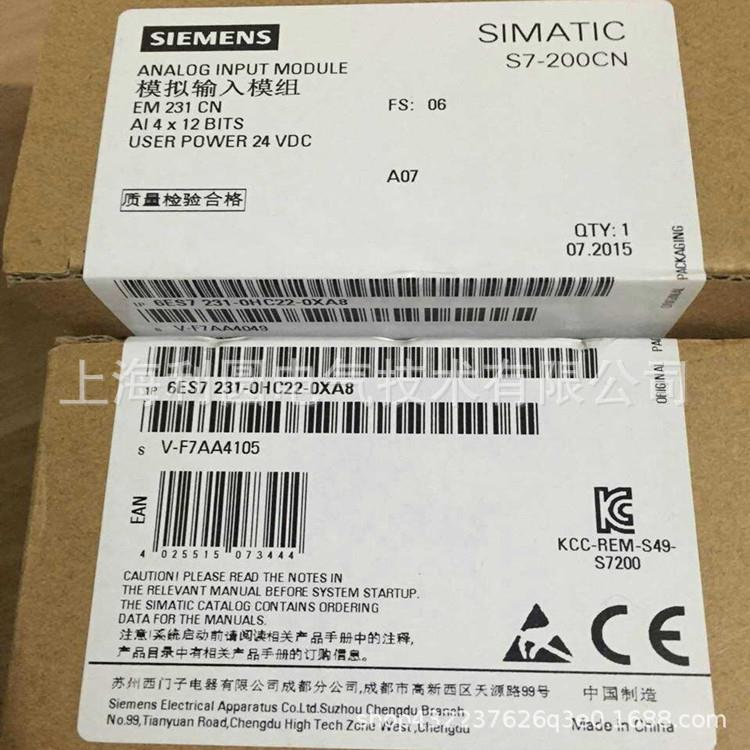 SIEMENS
SIMATIC
S7-200CN
ANALOG INPUT MODULE
模拟输入模组
EM 231 CN
AI 4 x 12 BITS
USER POWER 24 VDC
FS: 06
A07
质量检验合格
QTY: 1
07.2015
ORIGINAL PACKAGING
1P 6ES7 231-0HC22-0XA8
S V-F7AA4049
ORIGINAL PA
1P 6ES7 231-0HC22-0XA8
S V-F7AA4105
EAN
4 025515 073444
KC
KCC-REM-S49-
S7200
CAUTION! PLEASE READ THE NOTES IN
THE RELEVANT MANUAL BEFORE SYSTEM STARTUP.
THE SIMATIC CATALOG CONTAINS ORDERING
DATA FOR THE MANUALS.
注意!系统启动前请阅读相关产品手册中的注释,
产品目录中有相关手册的订购信息。
CE
苏州西门子电器有限公司成都分公司,成都市高新西区天源路99号
中国制造
Siemens Electrical Apparatus Co.Ltd.Suzhou Chengdu Branch
No.99,Tianyuan Road,Chengdu High Tech Zone West,Chengdu
Made in China